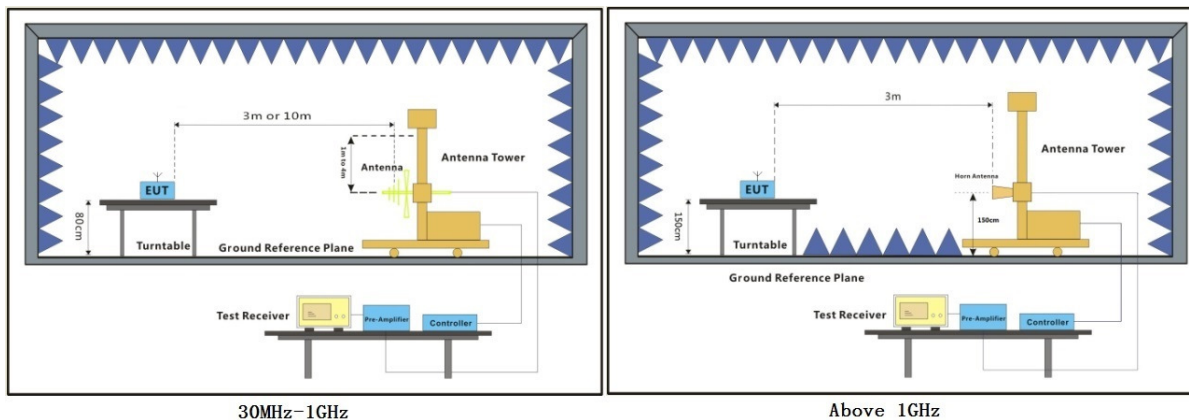 3m or 10m
1m to 4m
Antenna
Antenna Tower
EUT
80cm
Turntable
Ground Reference Plane
Test Receiver
Pre-Amplifier
Controller
30MHz-1GHz
3m
Antenna Tower
Horn Antenna
EUT
150cm
150cm
Turntable
Ground Reference Plane
Test Receiver
Pre-Amplifier
Controller
Above 1GHz